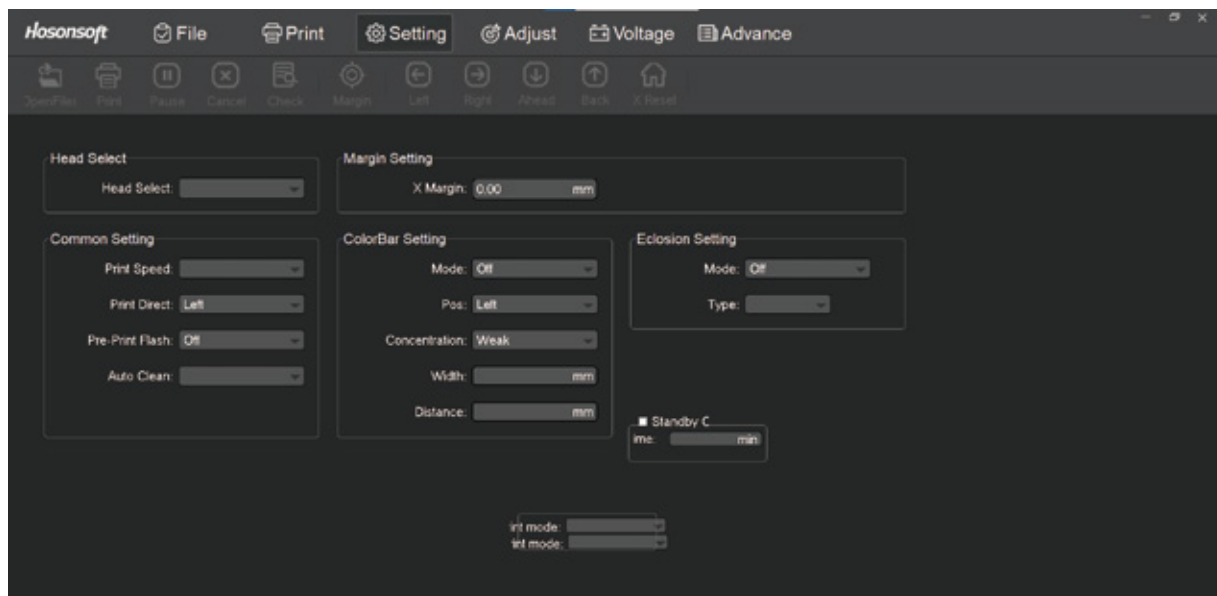 Hosonsoft File Print Setting Adjust Voltage Advance
OpenFiler Print Pause Cancel Check Margin Left Right Ahead Back X Reset
Head Select
Head Select:
Margin Setting
X Margin: 0.00 mm
Common Setting
Print Speed:
Print Direct: Left
Pre-Print Flash: Off
Auto Clean:
ColorBar Setting
Mode: Off
Pos: Left
Concentration: Weak
Width: mm
Distance: mm
Eclosion Setting
Mode: Off
Type:
Standby C
ime: min
int mode:
int mode: